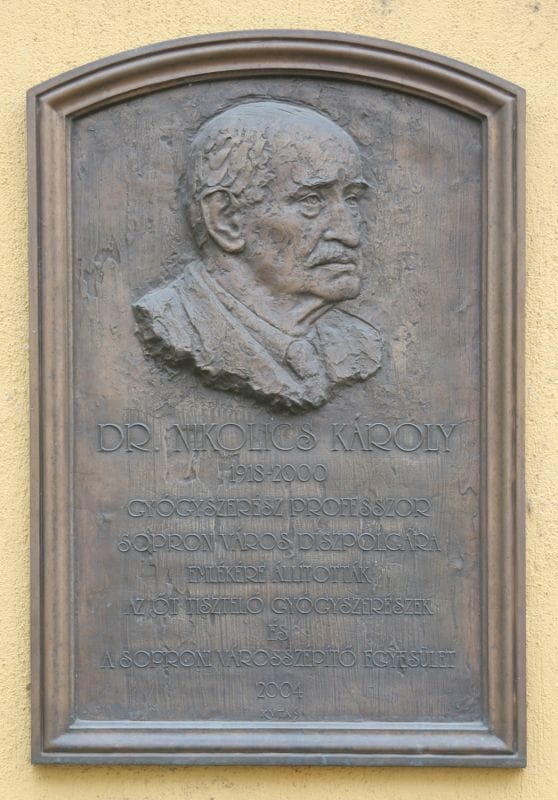 DR. NIKOLICS KÁROLY
1918-2000
GYÓGYSZERÉSZ PROFESSZOR
SOPRON VÁROS DÍSZPOLGÁRA
EMLÉKÉRE ÁLLÍTOTTÁK
AZ ŐT TISZTELŐ GYÓGYSZERÉSZEK
ÉS
A SOPRONI VÁROSSZÉPÍTŐ EGYESÜLET
2004